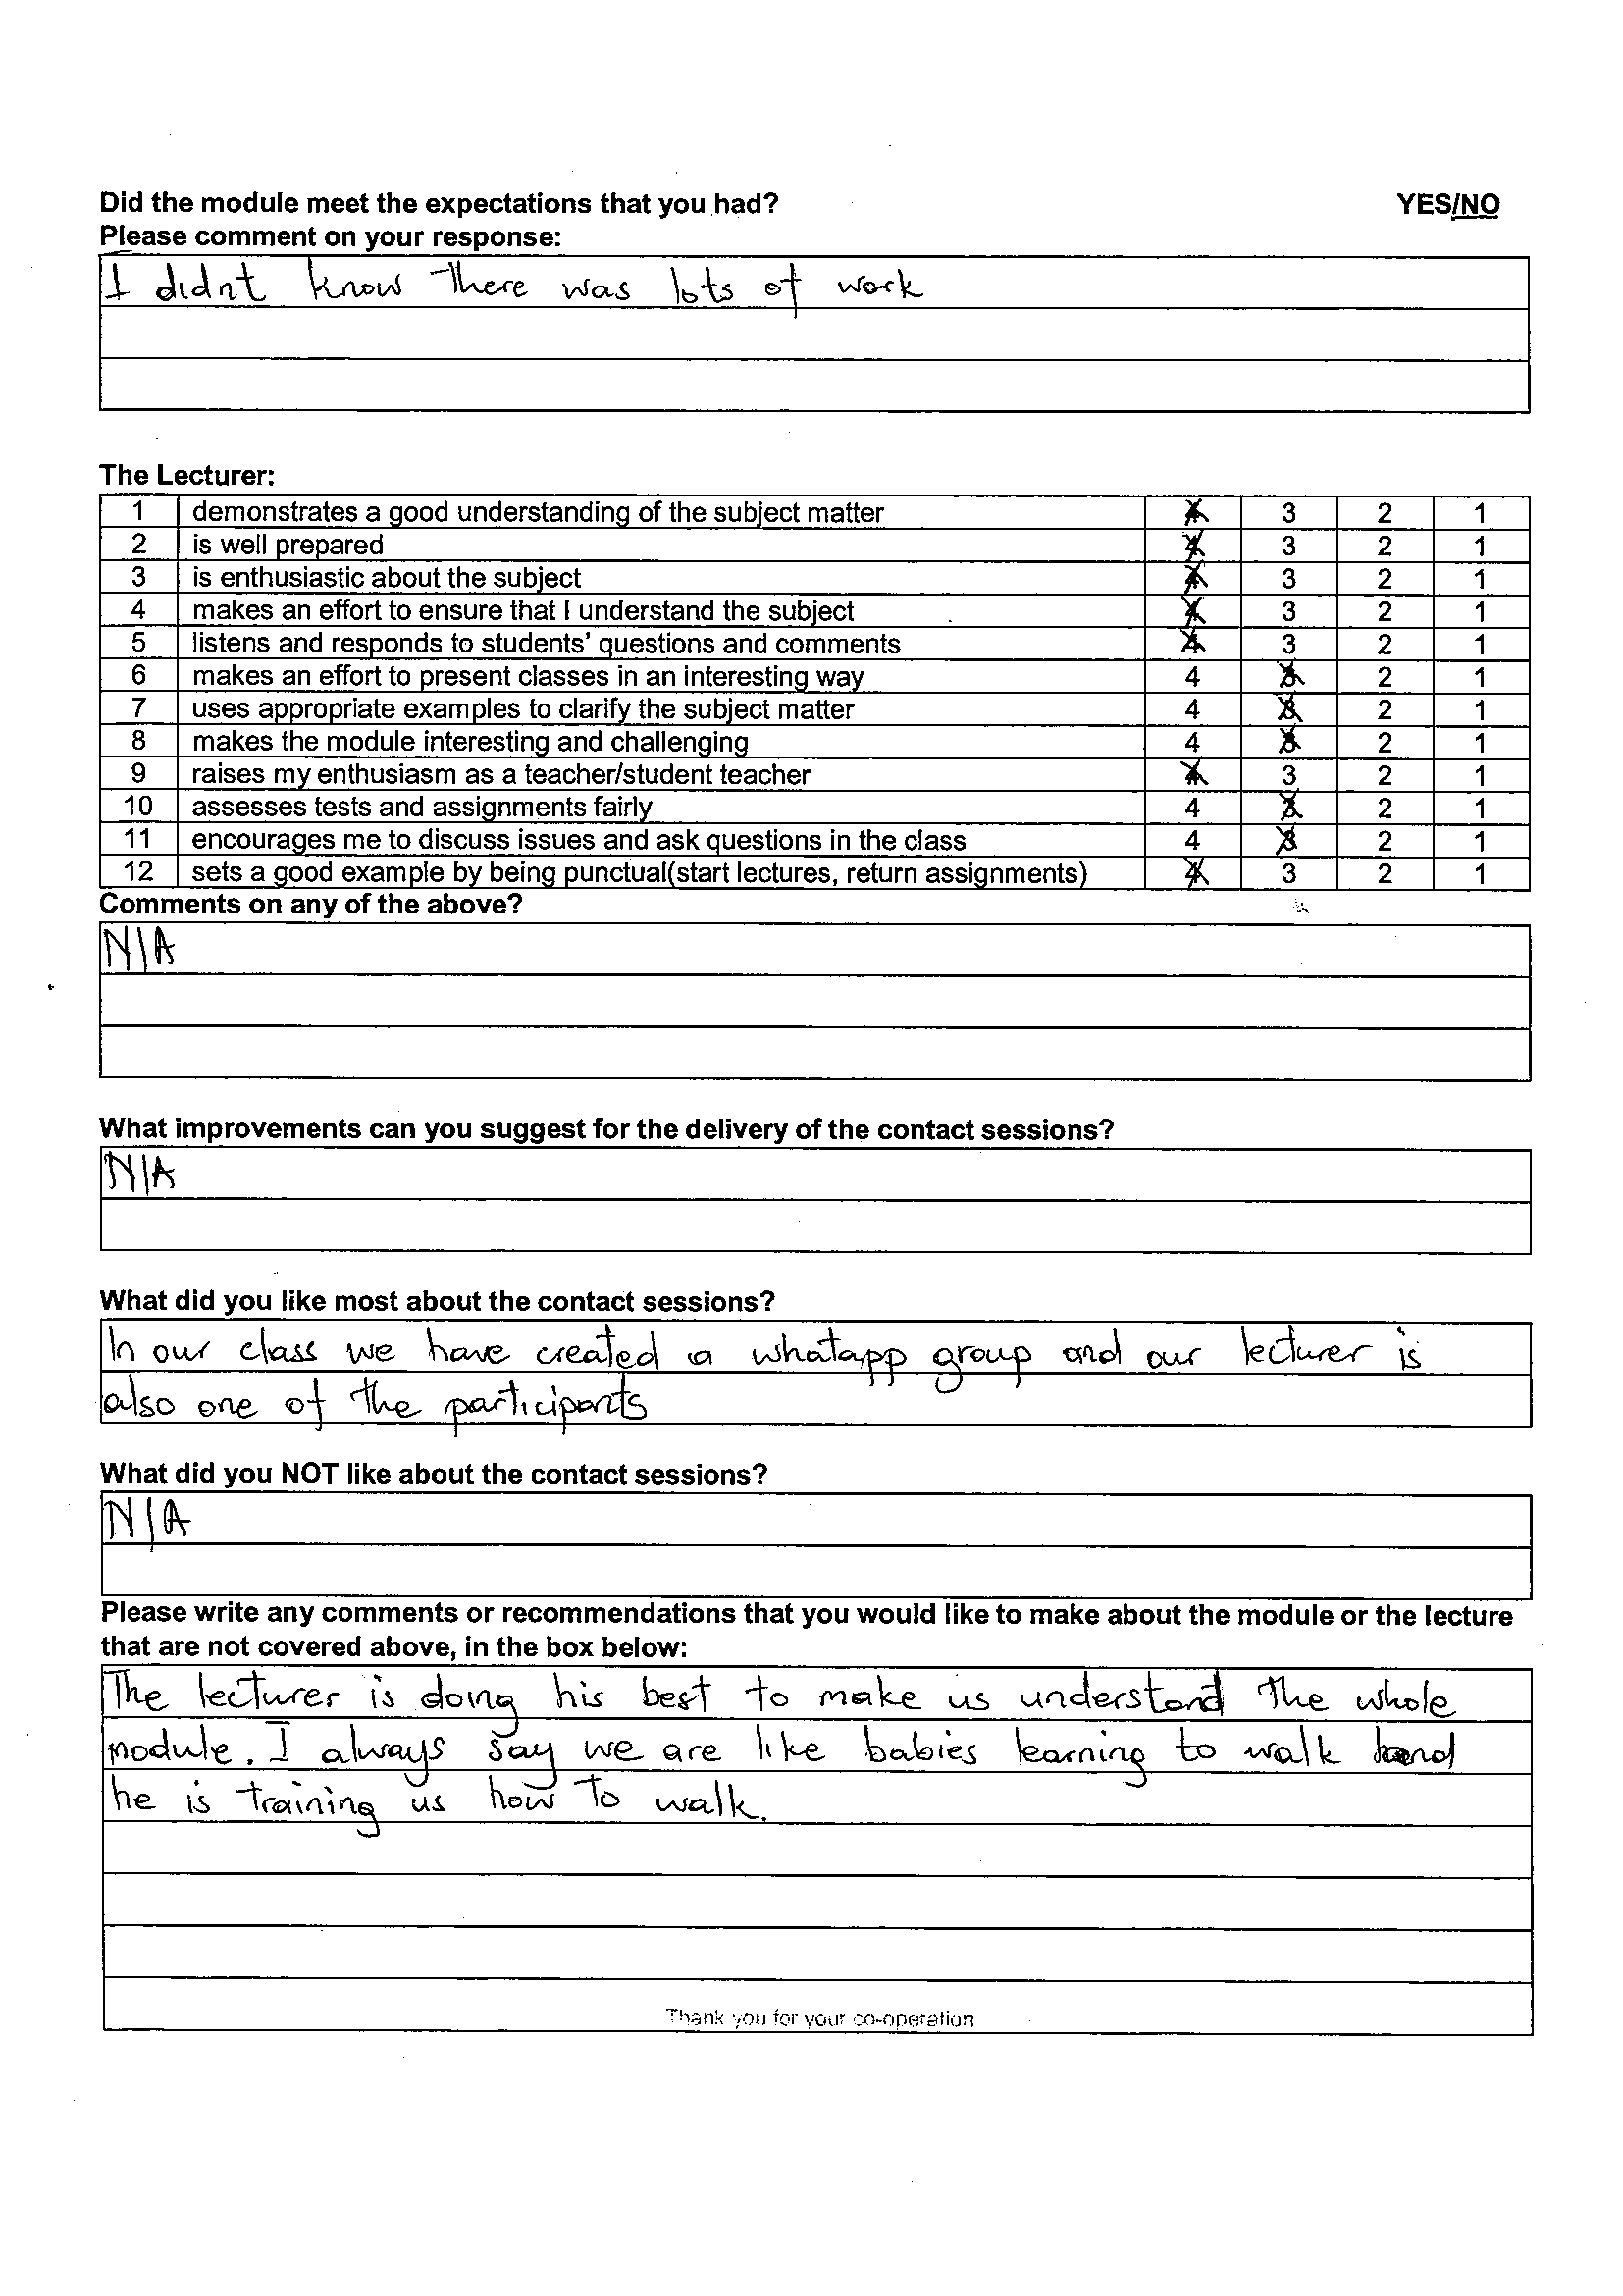 Did the module meet the expectations that you had? YES/NO
Please comment on your response:
I didnt know there was lots of work
The Lecturer:
1 demonstrates a good understanding of the subject matter 4 3 2 1
2 is well prepared 4 3 2 1
3 is enthusiastic about the subject 4 3 2 1
4 makes an effort to ensure that I understand the subject 4 3 2 1
5 listens and responds to students' questions and comments 4 3 2 1
6 makes an effort to present classes in an interesting way 4 3 2 1
7 uses appropriate examples to clarify the subject matter 4 3 2 1
8 makes the module interesting and challenging 4 3 2 1
9 raises my enthusiasm as a teacher/student teacher 4 3 2 1
10 assesses tests and assignments fairly 4 3 2 1
11 encourages me to discuss issues and ask questions in the class 4 3 2 1
12 sets a good example by being punctual(start lectures, return assignments) 4 3 2 1
Comments on any of the above?
N/A
What improvements can you suggest for the delivery of the contact sessions?
N/A
What did you like most about the contact sessions?
In our class we have created a whatapp group and our lecturer is
also one of the participants
What did you NOT like about the contact sessions?
N/A
Please write any comments or recommendations that you would like to make about the module or the lecture
that are not covered above, in the box below:
The lecturer is doing his best to make us understand the whole
module. I always say we are like babies learning to walk and
he is training us how to walk.
Thank you for your co-operation